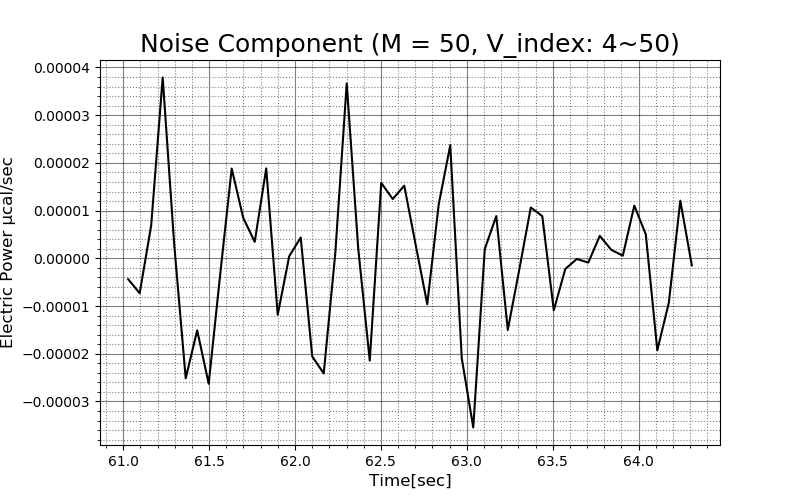 Noise Component (M = 50, V_index: 4~50)
0.00004
0.00003
0.00002
0.00001
0.00000
−0.00001
−0.00002
−0.00003
Electric Power μcal/sec
61.0 61.5 62.0 62.5 63.0 63.5 64.0
Time[sec]